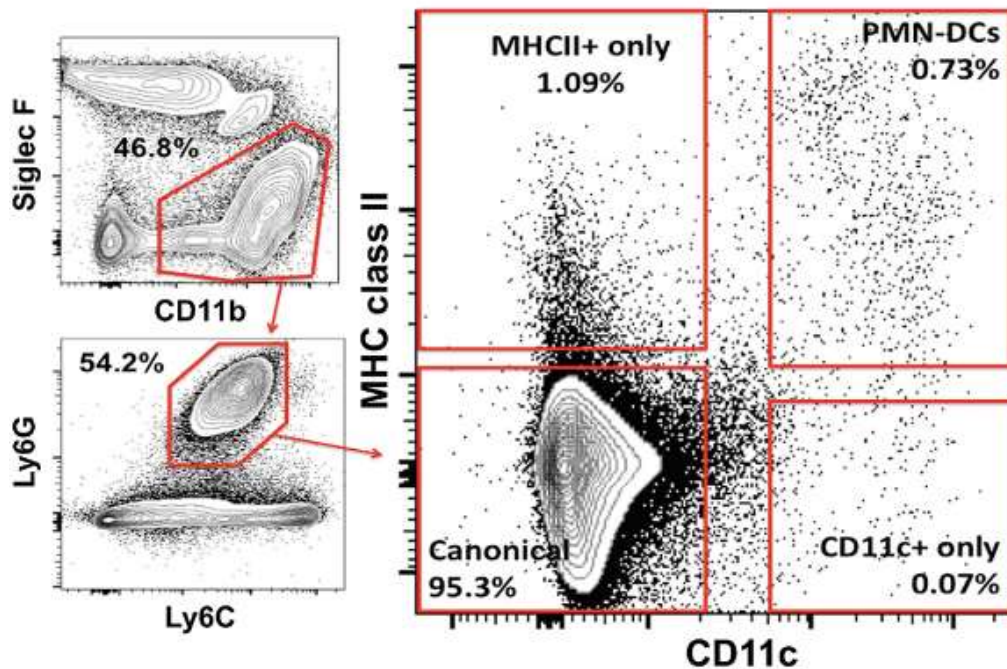 Siglec F
46.8%
CD11b
54.2%
Ly6G
Ly6C
MHC class II
MHCII+ only
1.09%
PMN-DCs
0.73%
Canonical
95.3%
CD11c+ only
0.07%
CD11c